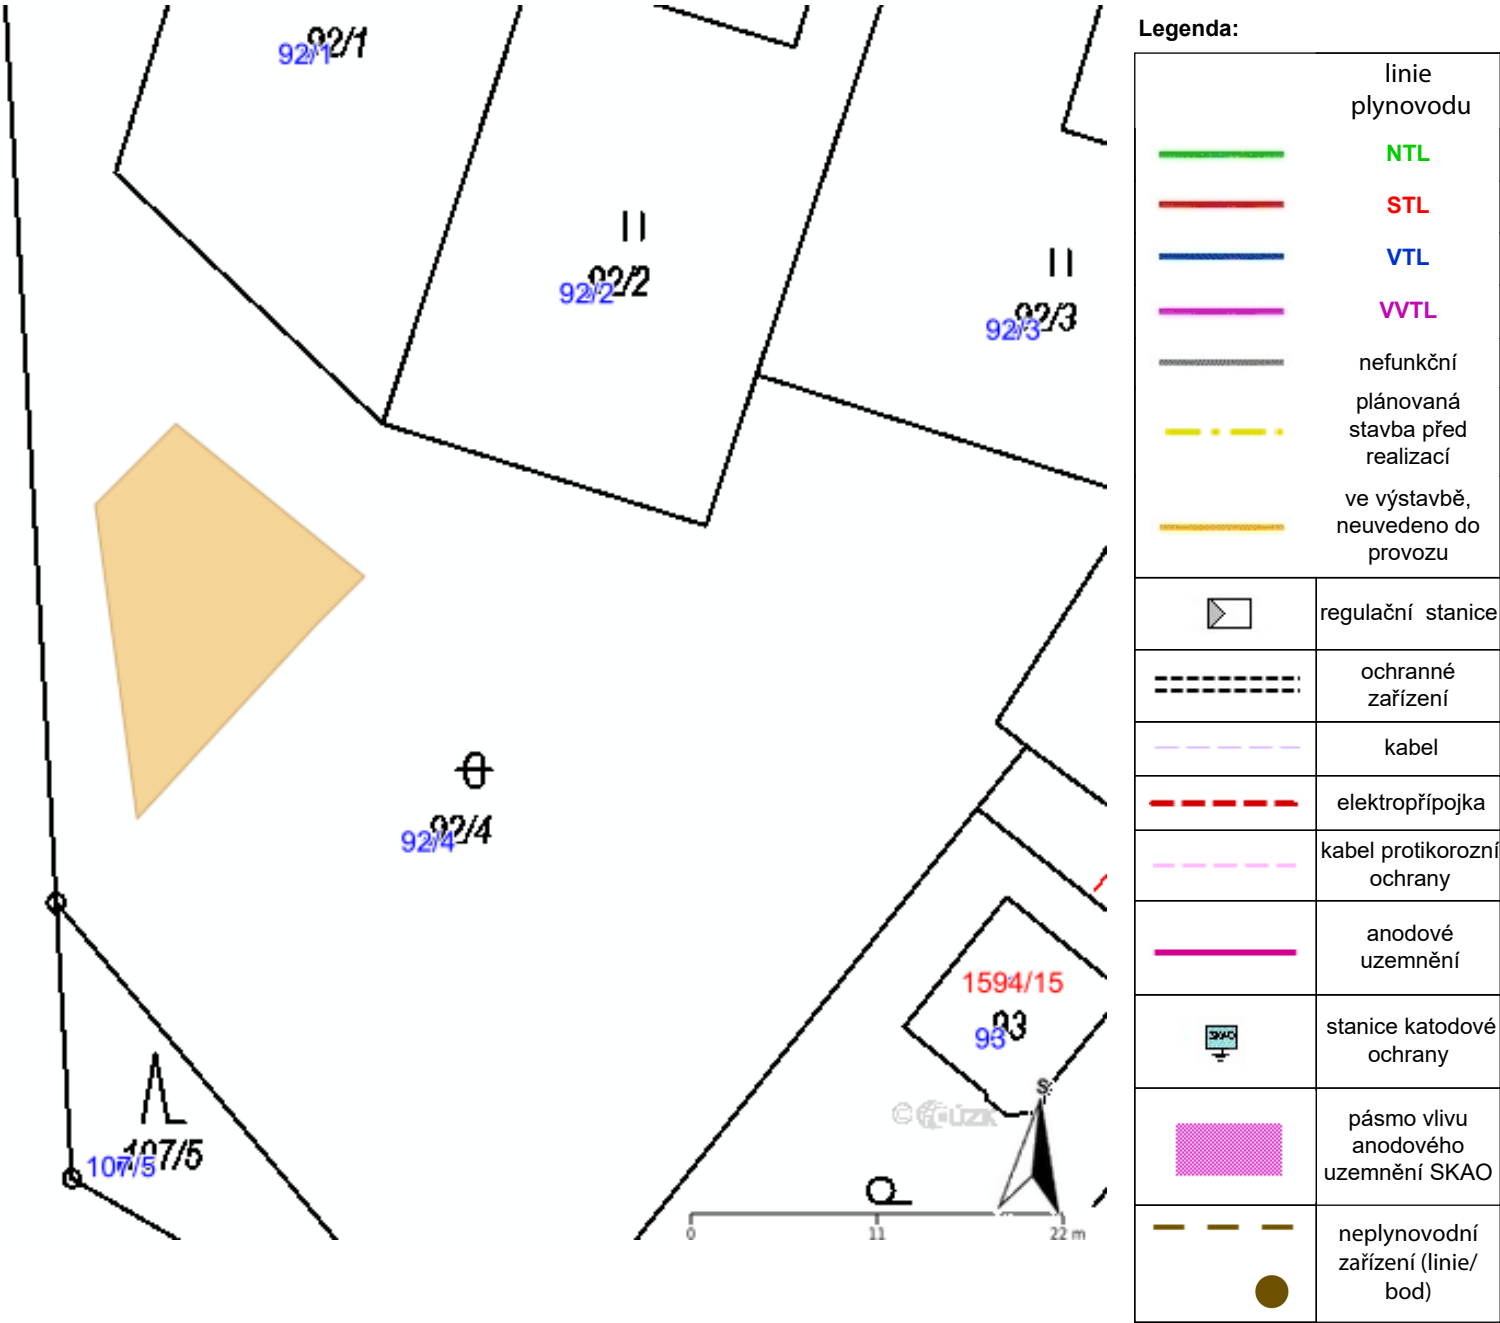 92/1
92/1
92/2
92/2
92/3
92/3
92/4
92/4
1594/15
93
93
107/5
107/5
©ČÚZK
S
0
11
22 m
Legenda:
linie
plynovodu
NTL
STL
VTL
VVTL
nefunkční
plánovaná
stavba před
realizací
ve výstavbě,
neuvedeno do
provozu
regulační stanice
ochranné
zařízení
kabel
elektropřípojka
kabel protikorozní
ochrany
anodové
uzemnění
SKAO
stanice katodové
ochrany
pásmo vlivu
anodového
uzemnění SKAO
neplynovodní
zařízení (linie/
bod)